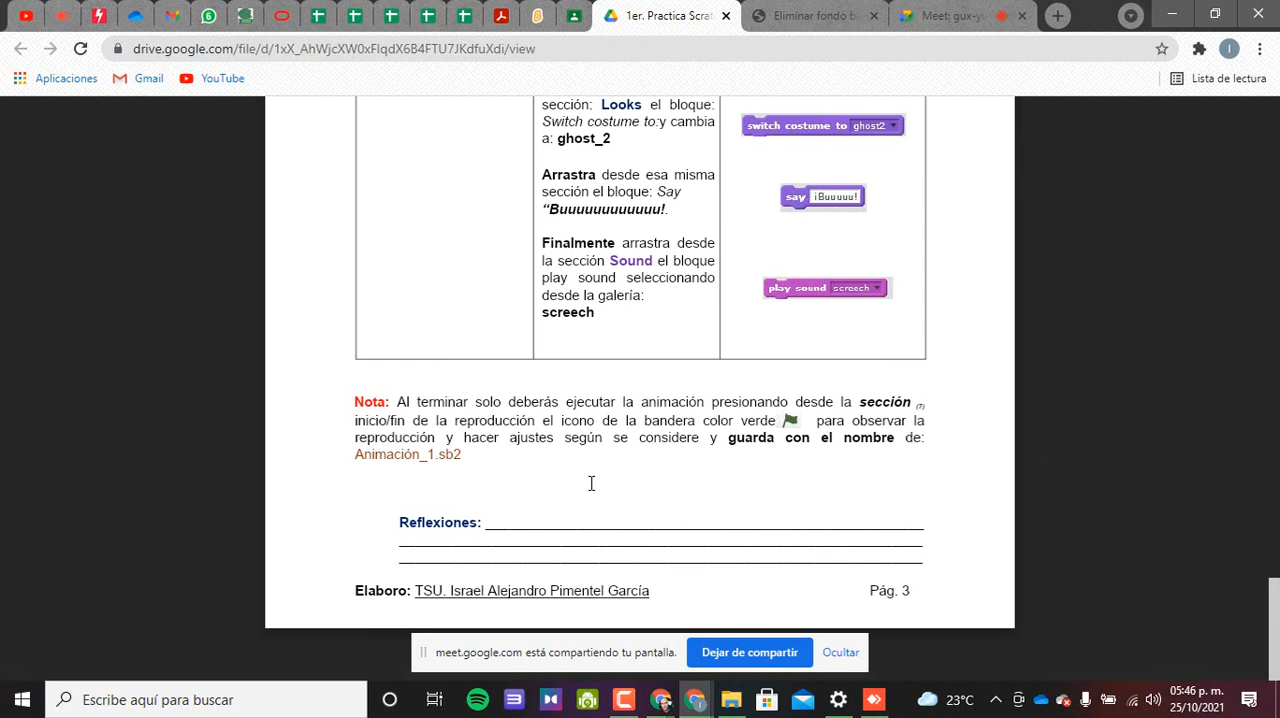 1er. Practica Scrat
Eliminar fondo b
Meet: gux-yu
drive.google.com/file/d/1xX_AhWjcXW0xFlqdX6B4FTU7JKdfuXdi/view
Aplicaciones
Gmail
YouTube
Lista de lectura
sección: Looks el bloque:
Switch costume to:y cambia
a: ghost_2
switch costume to ghost2
Arrastra desde esa misma
sección el bloque: Say
“Buuuuuuuuuuuu!.
say ¡Buuuuu!
Finalmente arrastra desde
la sección Sound el bloque
play sound seleccionando
desde la galería:
screech
play sound screech
Nota: Al terminar solo deberás ejecutar la animación presionando desde la sección (7)
inicio/fin de la reproducción el icono de la bandera color verde para observar la
reproducción y hacer ajustes según se considere y guarda con el nombre de:
Animación_1.sb2
Reflexiones:
Elaboro: TSU. Israel Alejandro Pimentel García
Pág. 3
meet.google.com está compartiendo tu pantalla.
Dejar de compartir
Ocultar
Escribe aquí para buscar
23°C
05:46 p. m.
25/10/2021